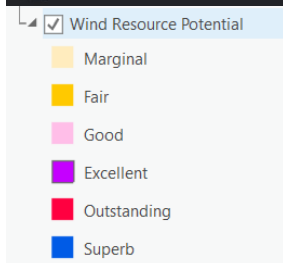 Wind Resource Potential
Marginal
Fair
Good
Excellent
Outstanding
Superb